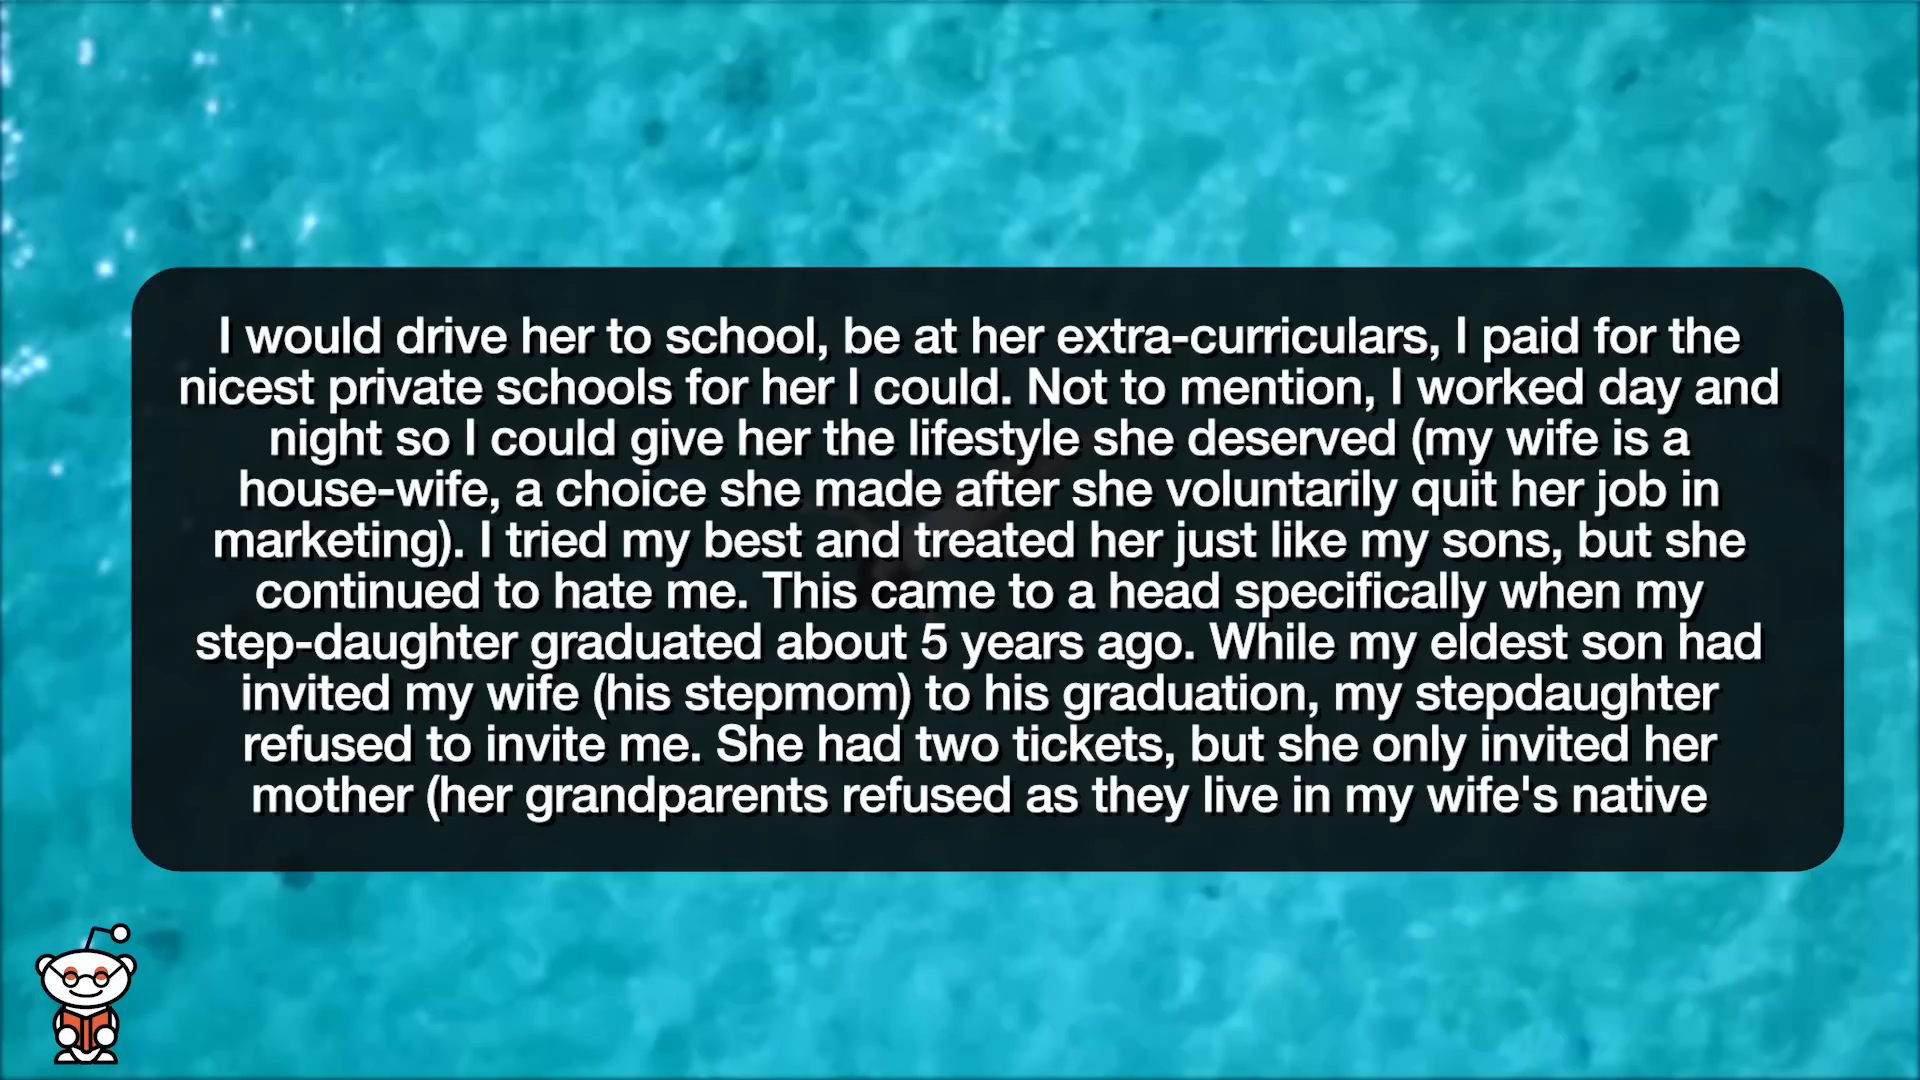 I would drive her to school, be at her extra-curriculars, I paid for the
nicest private schools for her I could. Not to mention, I worked day and
night so I could give her the lifestyle she deserved (my wife is a
house-wife, a choice she made after she voluntarily quit her job in
marketing). I tried my best and treated her just like my sons, but she
continued to hate me. This came to a head specifically when my
step-daughter graduated about 5 years ago. While my eldest son had
invited my wife (his stepmom) to his graduation, my stepdaughter
refused to invite me. She had two tickets, but she only invited her
mother (her grandparents refused as they live in my wife's native